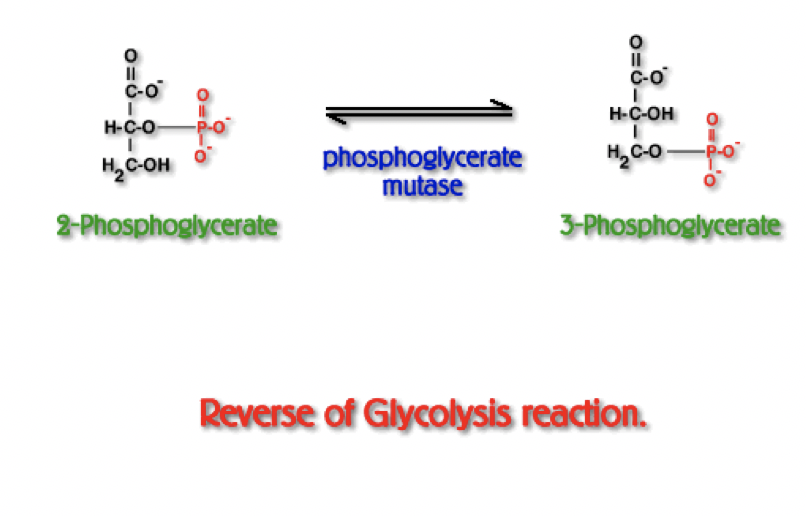 O
C-O-
H-C-O
H2C-OH
O
P-O-
O-
2-Phosphoglycerate
phosphoglycerate
mutase
O
C-O-
H-C-OH
H2C-O
O
P-O-
O-
3-Phosphoglycerate
Reverse of Glycolysis reaction.